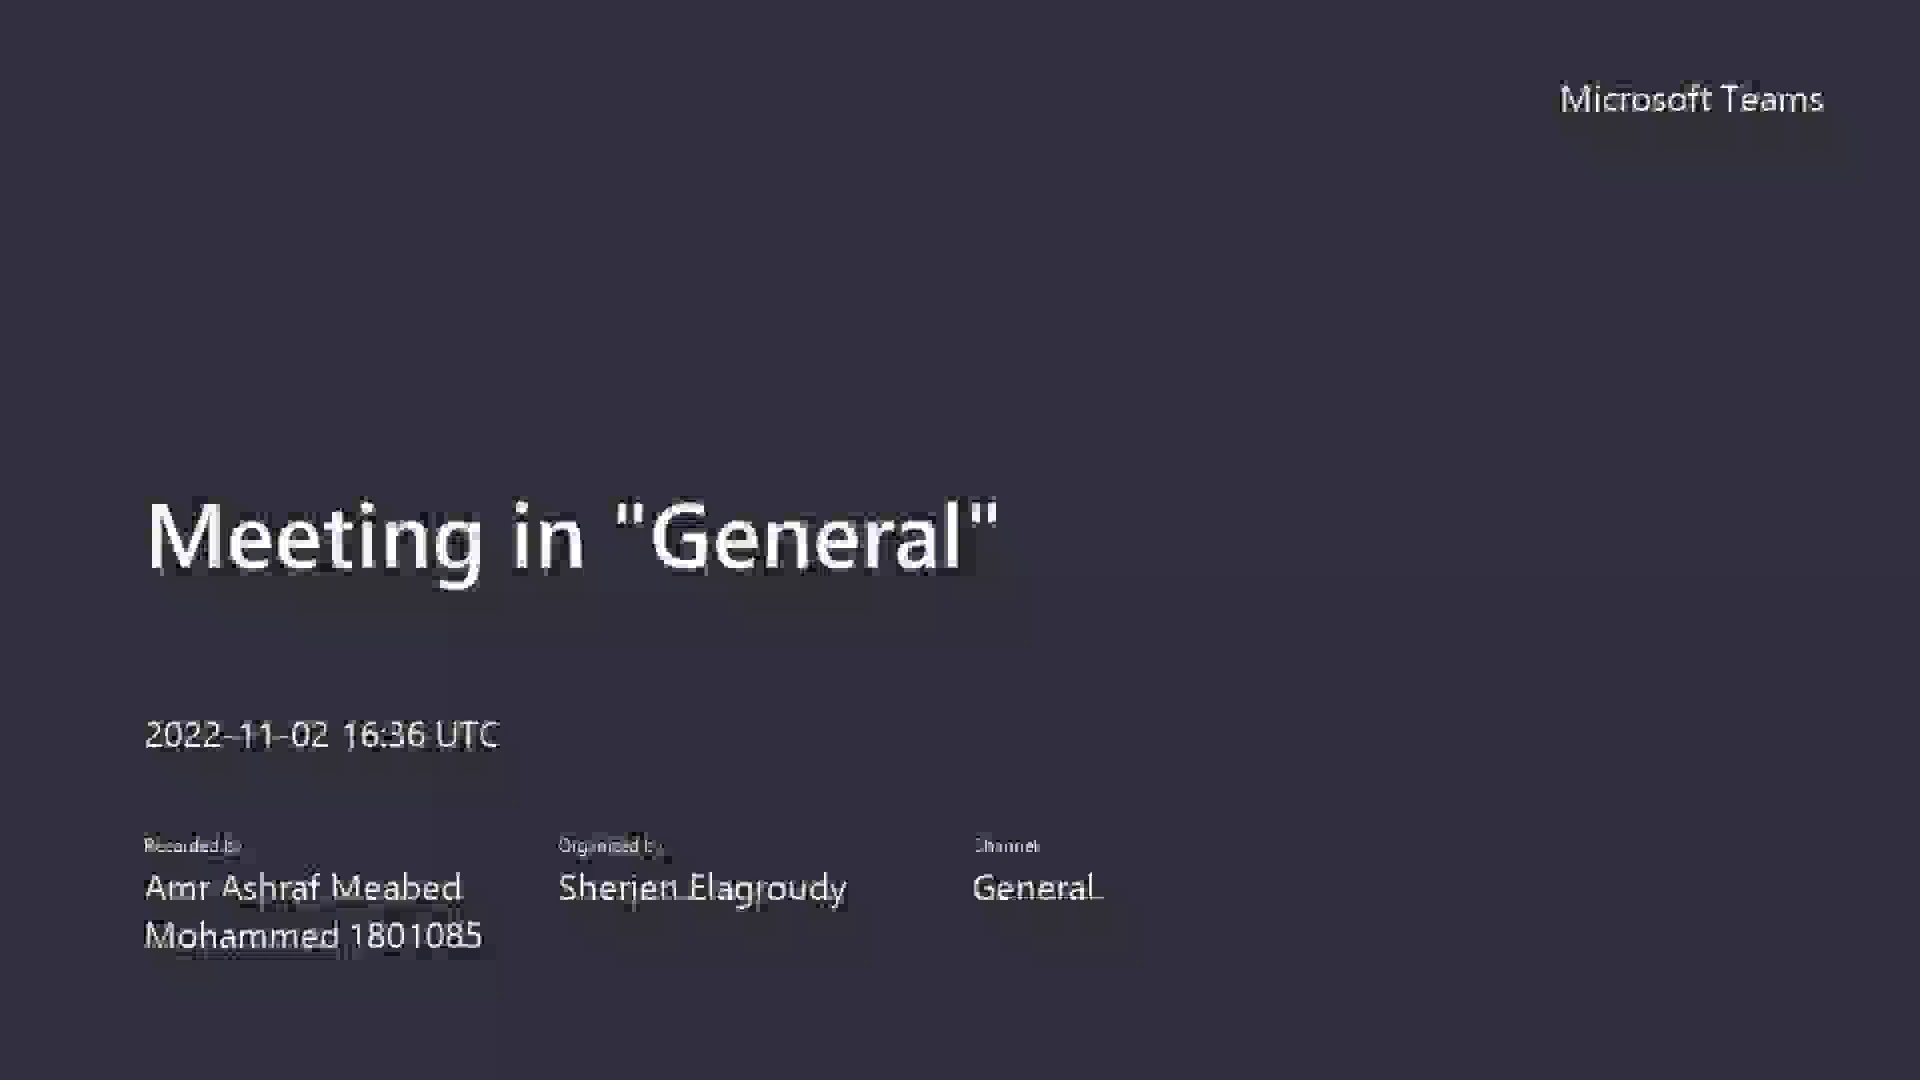 Microsoft Teams
Meeting in "General"
2022-11-02 16:36 UTC
Recorded by
Organized by
Channel
Amr Ashraf Meabed
Sherien Elagroudy
General
Mohammed 1801085